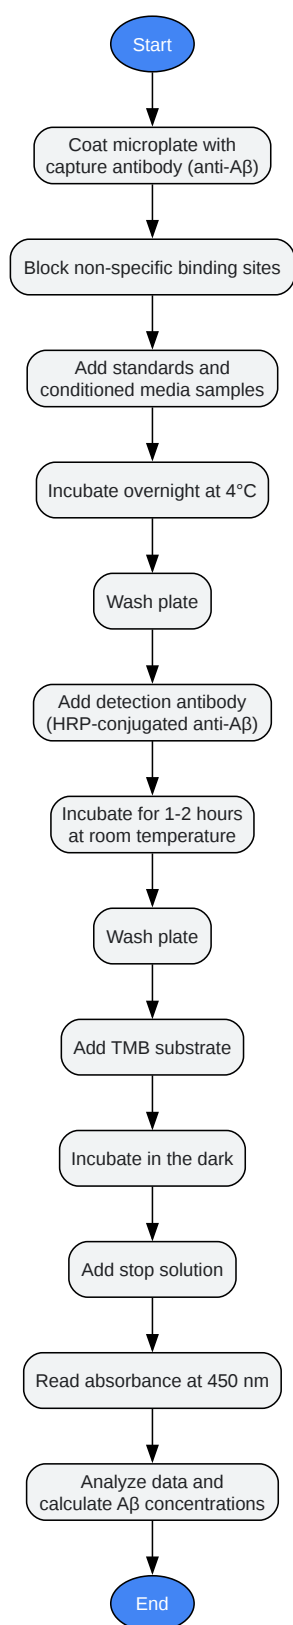 Start
Coat microplate with
capture antibody (anti-Aβ)
Block non-specific binding sites
Add standards and
conditioned media samples
Incubate overnight at 4°C
Wash plate
Add detection antibody
(HRP-conjugated anti-Aβ)
Incubate for 1-2 hours
at room temperature
Wash plate
Add TMB substrate
Incubate in the dark
Add stop solution
Read absorbance at 450 nm
Analyze data and
calculate Aβ concentrations
End